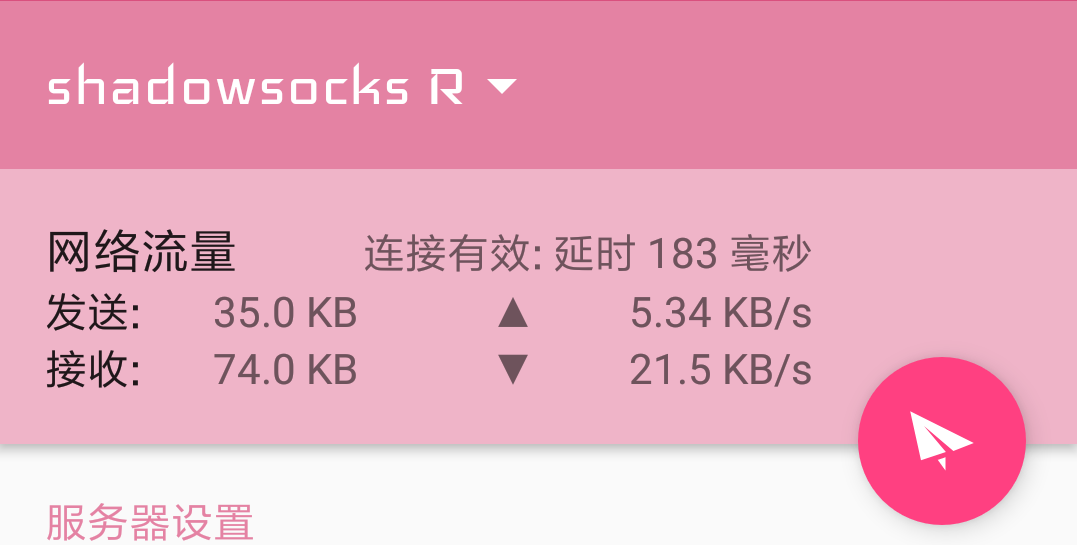 shadowsocks R
网络流量 连接有效: 延时 183 毫秒
发送: 35.0 KB ▲ 5.34 KB/s
接收: 74.0 KB ▼ 21.5 KB/s
服务器设置